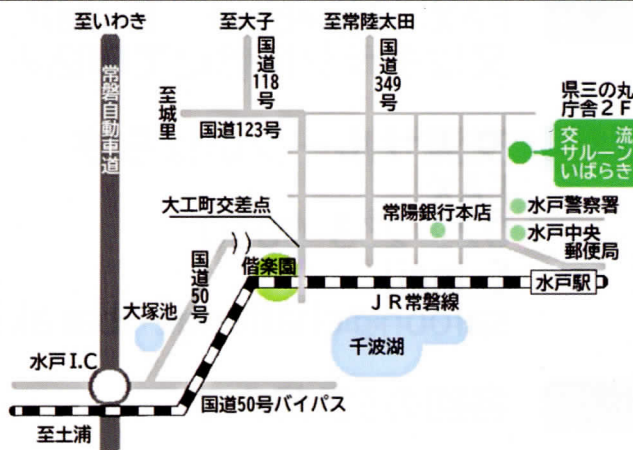 至いわき
至大子
至常陸太田
国道118号
国道349号
常磐自動車道
至城里
国道123号
県三の丸
庁舎2F
交流
サルーン
いばらき
大工町交差点
常陽銀行本店
水戸警察署
水戸中央
郵便局
国道50号
偕楽園
大塚池
JR常磐線
水戸駅
千波湖
水戸I.C
国道50号バイパス
至土浦